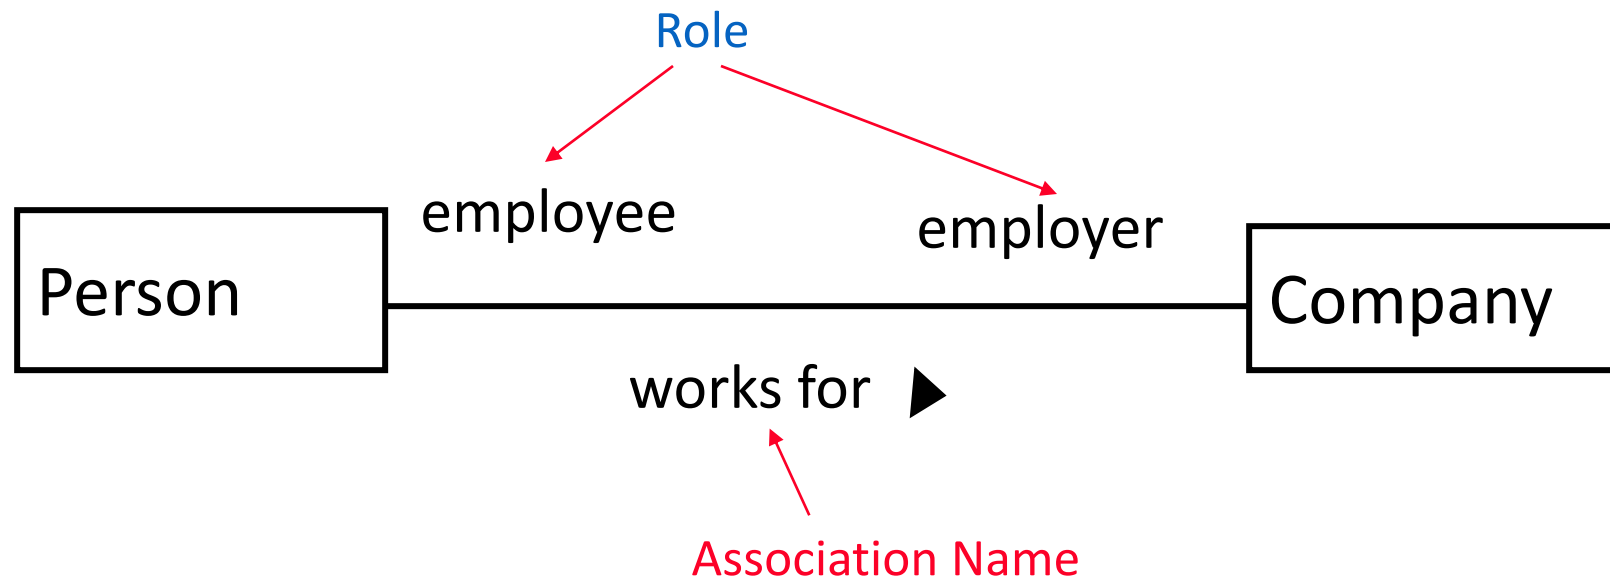 Role
employee
employer
Person
Company
works for
Association Name